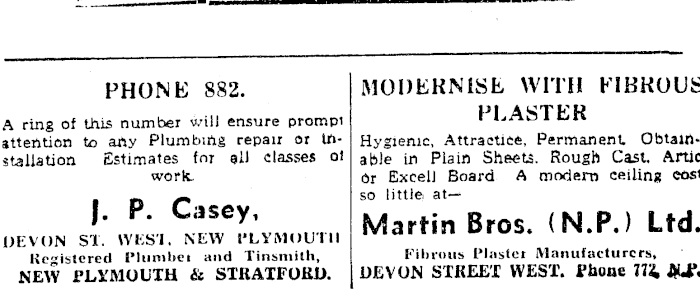 PHONE 882.
A ring of this number will ensure prompt
attention to any Plumbing repair or In-
stallation Estimates for all classes of
work.
J. P. Casey,
DEVON ST. WEST, NEW PLYMOUTH
Registered Plumber and Tinsmith,
NEW PLYMOUTH & STRATFORD.
MODERNISE WITH FIBROUS
PLASTER
Hygienic, Attractice, Permanent. Obtain-
able in Plain Sheets. Rough Cast, Artic
or Excell Board A modern ceiling cost
so little at—
Martin Bros. (N.P.) Ltd.
Fibrous Plaster Manufacturers,
DEVON STREET WEST. Phone 772, N.P.